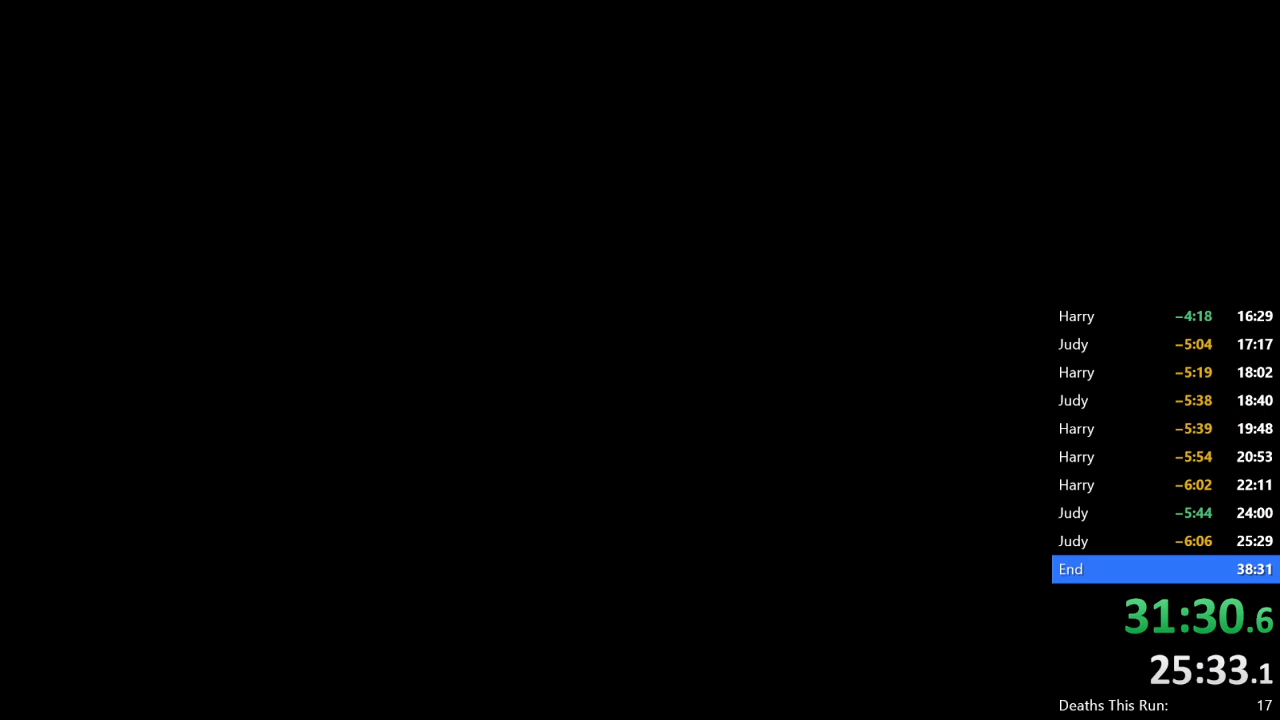 Harry −4:18 16:29
Judy −5:04 17:17
Harry −5:19 18:02
Judy −5:38 18:40
Harry −5:39 19:48
Harry −5:54 20:53
Harry −6:02 22:11
Judy −5:44 24:00
Judy −6:06 25:29
End 38:31
31:30.6
25:33.1
Deaths This Run: 17